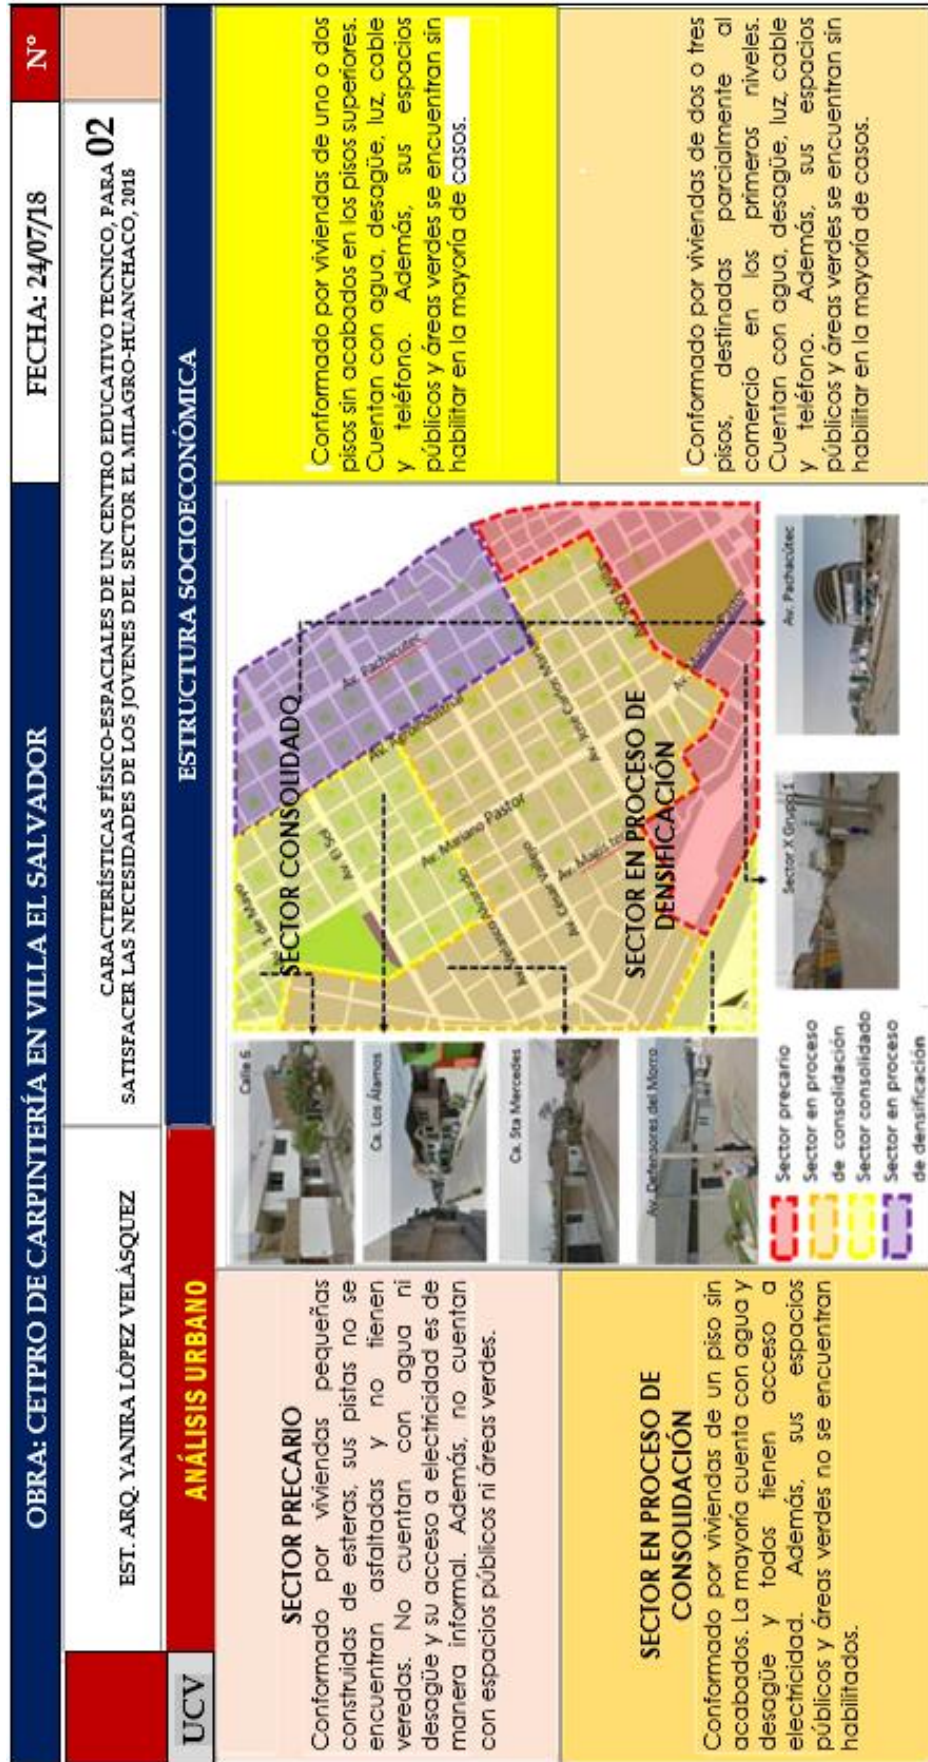 OBRA: CETPRO DE CARPINTERÍA EN VILLA EL SALVADOR
FECHA: 24/07/18
N°
EST. ARQ. YANIRA LÓPEZ VELÁSQUEZ
CARACTERÍSTICAS FÍSICO-ESPACIALES DE UN CENTRO EDUCATIVO TECNICO, PARA
SATISFACER LAS NECESIDADES DE LOS JOVENES DEL SECTOR EL MILAGRO-HUANCHACO, 2018
02
UCV
ANÁLISIS URBANO
ESTRUCTURA SOCIOECONÓMICA
SECTOR PRECARIO
Conformado por viviendas pequeñas
construidas de esteras, sus pistas no se
encuentran asfaltadas y no tienen
veredas. No cuentan con agua ni
desagüe y su acceso a electricidad es de
manera informal. Además, no cuentan
con espacios públicos ni áreas verdes.
SECTOR EN PROCESO DE
CONSOLIDACIÓN
Conformado por viviendas de un piso sin
acabados. La mayoría cuenta con agua y
desagüe y todos tienen acceso a
electricidad. Además, sus espacios
públicos y áreas verdes no se encuentran
habilitados.
Calle 6
Ca. Los Álamos
Ca. Sta Mercedes
Av. Defensores del Morro
SECTOR CONSOLIDADO
SECTOR EN PROCESO DE
DENSIFICACIÓN
1 de Mayo
Av. El Sol
Av. Pachacútec
Av. Mariano Pastor
Velasco Alvarado
Av. César Vallejo
Av. José Carlos
Av.
Sector precario
Sector en proceso
de consolidación
Sector consolidado
Sector en proceso
de densificación
Sector X Grupo 1
Av. Pachacútec
Conformado por viviendas de uno o dos
pisos sin acabados en los pisos superiores.
Cuentan con agua, desagüe, luz, cable
y teléfono. Además, sus espacios
públicos y áreas verdes se encuentran sin
habilitar en la mayoría de casos.
Conformado por viviendas de dos o tres
pisos, destinadas parcialmente al
comercio en los primeros niveles.
Cuentan con agua, desagüe, luz, cable
y teléfono. Además, sus espacios
públicos y áreas verdes se encuentran sin
habilitar en la mayoría de casos.